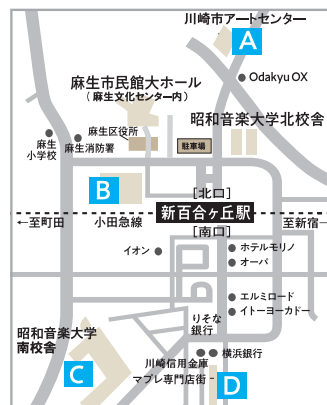 川崎市アートセンター
A
Odakyu OX
麻生市民館大ホール
（麻生文化センター内）
昭和音楽大学北校舎
麻生区役所
麻生
小学校
麻生消防署
駐車場
B
［北口］
新百合ヶ丘駅
←至町田
小田急線
至新宿→
［南口］
イオン
ホテルモリノ
オーパ
エルミロード
イトーヨーカドー
りそな
銀行
昭和音楽大学
南校舎
C
川崎信用金庫
横浜銀行
マプレ専門店街
D